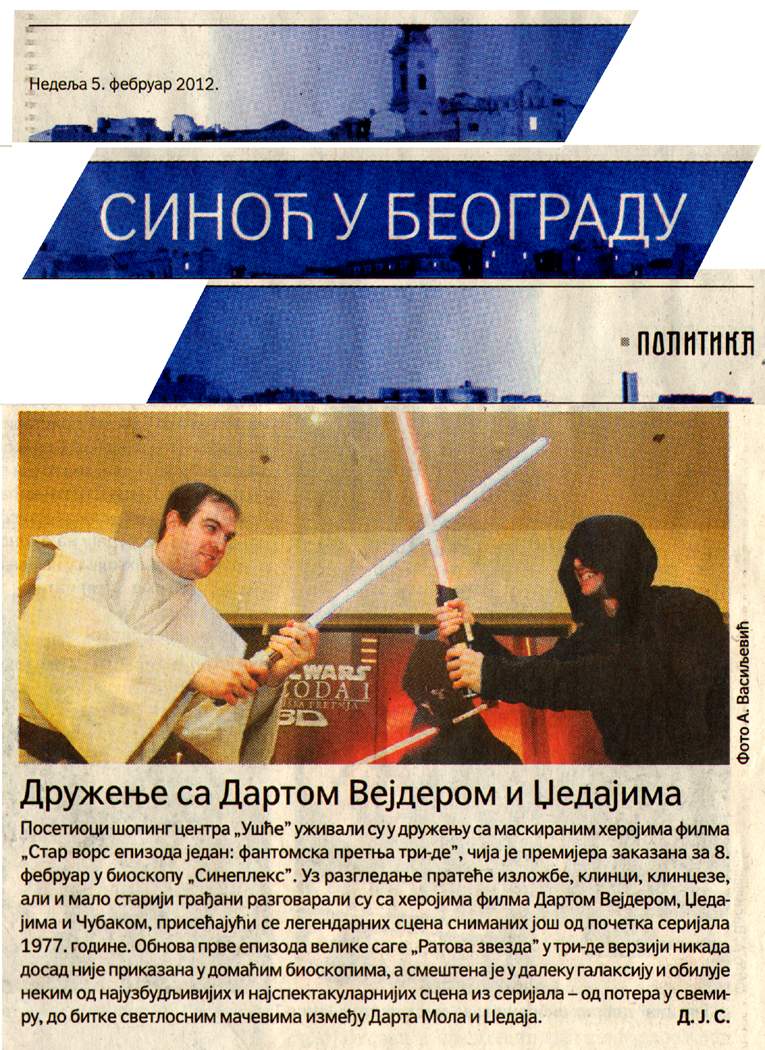 Недеља 5. фебруар 2012.
СИНОЋ У БЕОГРАДУ
ПОЛИТИКА
WARS
ODA I
3D
Фото А. Васиљевић
Дружење са Дартом Вејдером и Џедајима
Посетиоци шопинг центра „Ушће” уживали су у дружењу са маскираним херојима филма
„Стар ворс епизода један: фантомска претња три-де”, чија је премијера заказана за 8.
фебруар у биоскопу „Синеплекс”. Уз разгледање пратеће изложбе, клинци, клинцезе,
али и мало старији грађани разговарали су са херојима филма Дартом Вејдером, Џеда-
јима и Чубаком, присећајући се легендарних сцена сниманих још од почетка серијала
1977. године. Обнова прве епизода велике саге „Ратова звезда” у три-де верзији никада
досад није приказана у домаћим биоскопима, а смештена је у далеку галаксију и обилује
неким од најузбудљивијих и најспектакуларнијих сцена из серијала – од потера у свеми-
ру, до битке светлосним мачевима између Дарта Мола и Џедаја. Д. Ј. С.